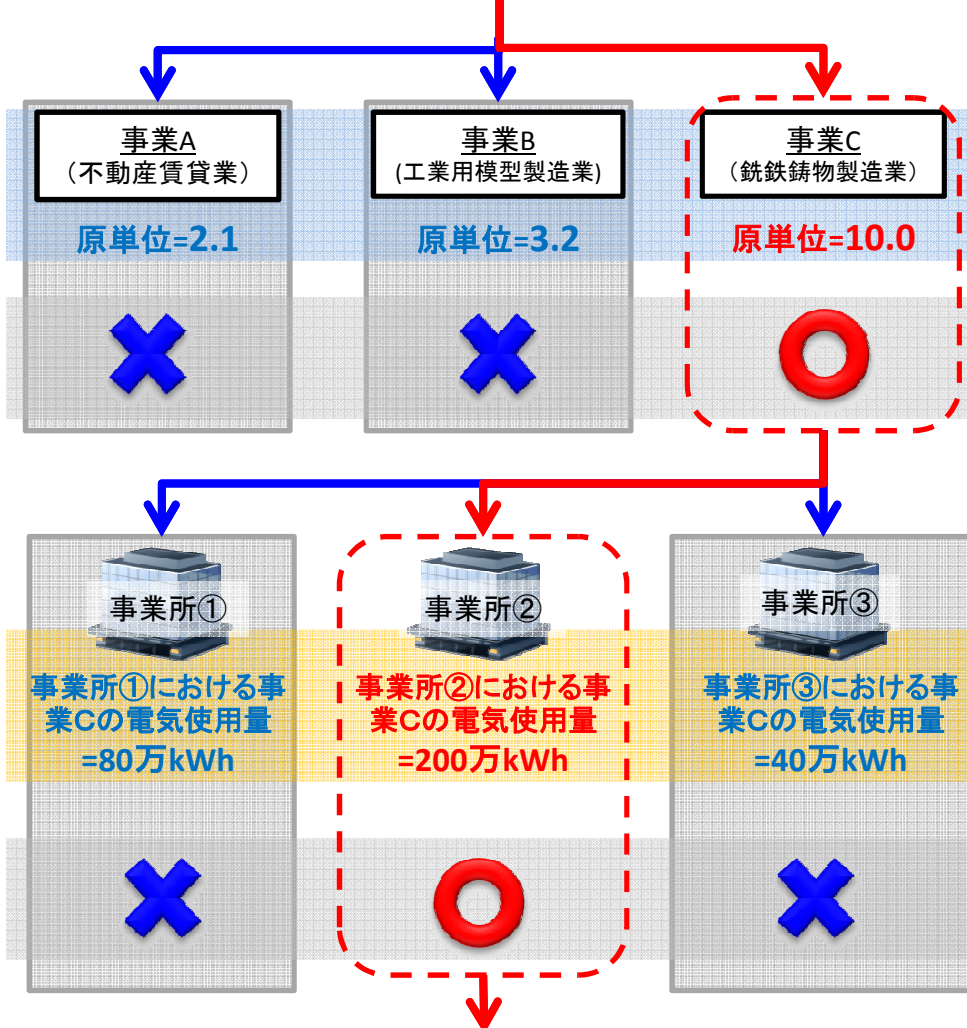 事業A
（不動産賃貸業）
原単位=2.1
事業B
(工業用模型製造業)
原単位=3.2
事業C
（銑鉄鋳物製造業）
原単位=10.0
事業所①
事業所①における事
業Cの電気使用量
=80万kWh
事業所②
事業所②における事
業Cの電気使用量
=200万kWh
事業所③
事業所③における事
業Cの電気使用量
=40万kWh